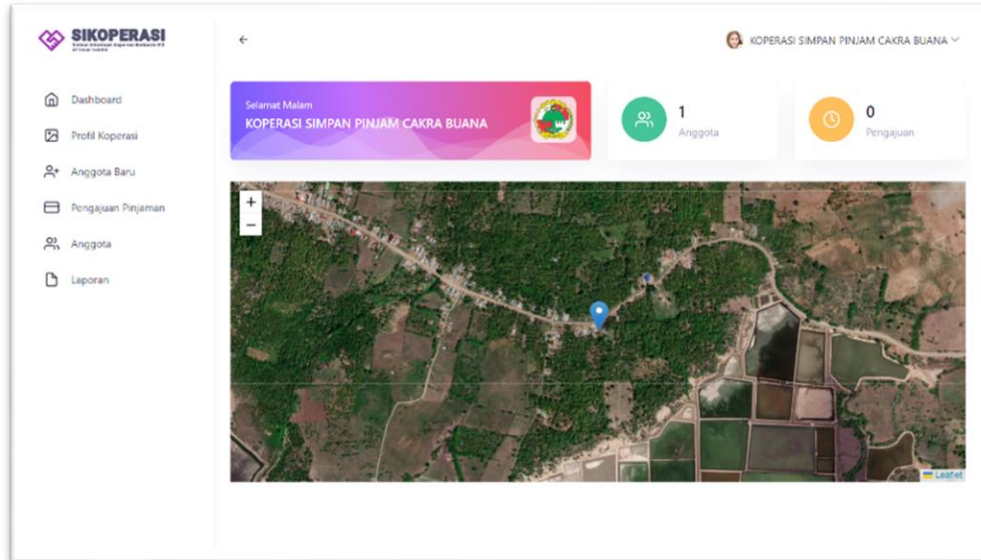 SIKOPERASI
KOPERASI SIMPAN PINJAM CAKRA BUANA
Dashboard
Profil Koperasi
Anggota Baru
Pengajuan Pinjaman
Anggota
Laporan
Selamat Malam
KOPERASI SIMPAN PINJAM CAKRA BUANA
1
Anggota
0
Pengajuan
+
−
Leaflet